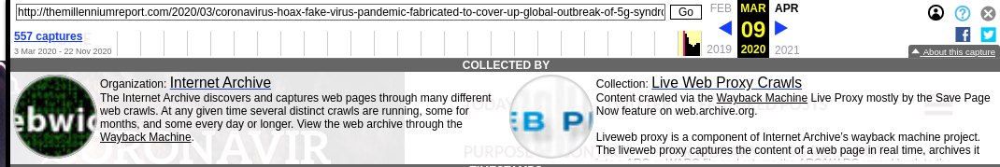 http://themillenniumreport.com/2020/03/coronavirus-hoax-fake-virus-pandemic-fabricated-to-cover-up-global-outbreak-of-5g-syndro Go FEB MAR APR
557 captures 09
3 Mar 2020 - 22 Nov 2020 2019 2020 2021 About this capture
COLLECTED BY
Organization: Internet Archive
The Internet Archive discovers and captures web pages through many different
web crawls. At any given time several distinct crawls are running, some for
months, and some every day or longer. View the web archive through the
Wayback Machine.
Collection: Live Web Proxy Crawls
Content crawled via the Wayback Machine Live Proxy mostly by the Save Page
Now feature on web.archive.org.
Liveweb proxy is a component of Internet Archive's wayback machine project.
The liveweb proxy captures the content of a web page in real time, archives it
ebwi
EB P
TODAY
POSTS
PURPOSE
ORONAVIR
TIMESTAMPS